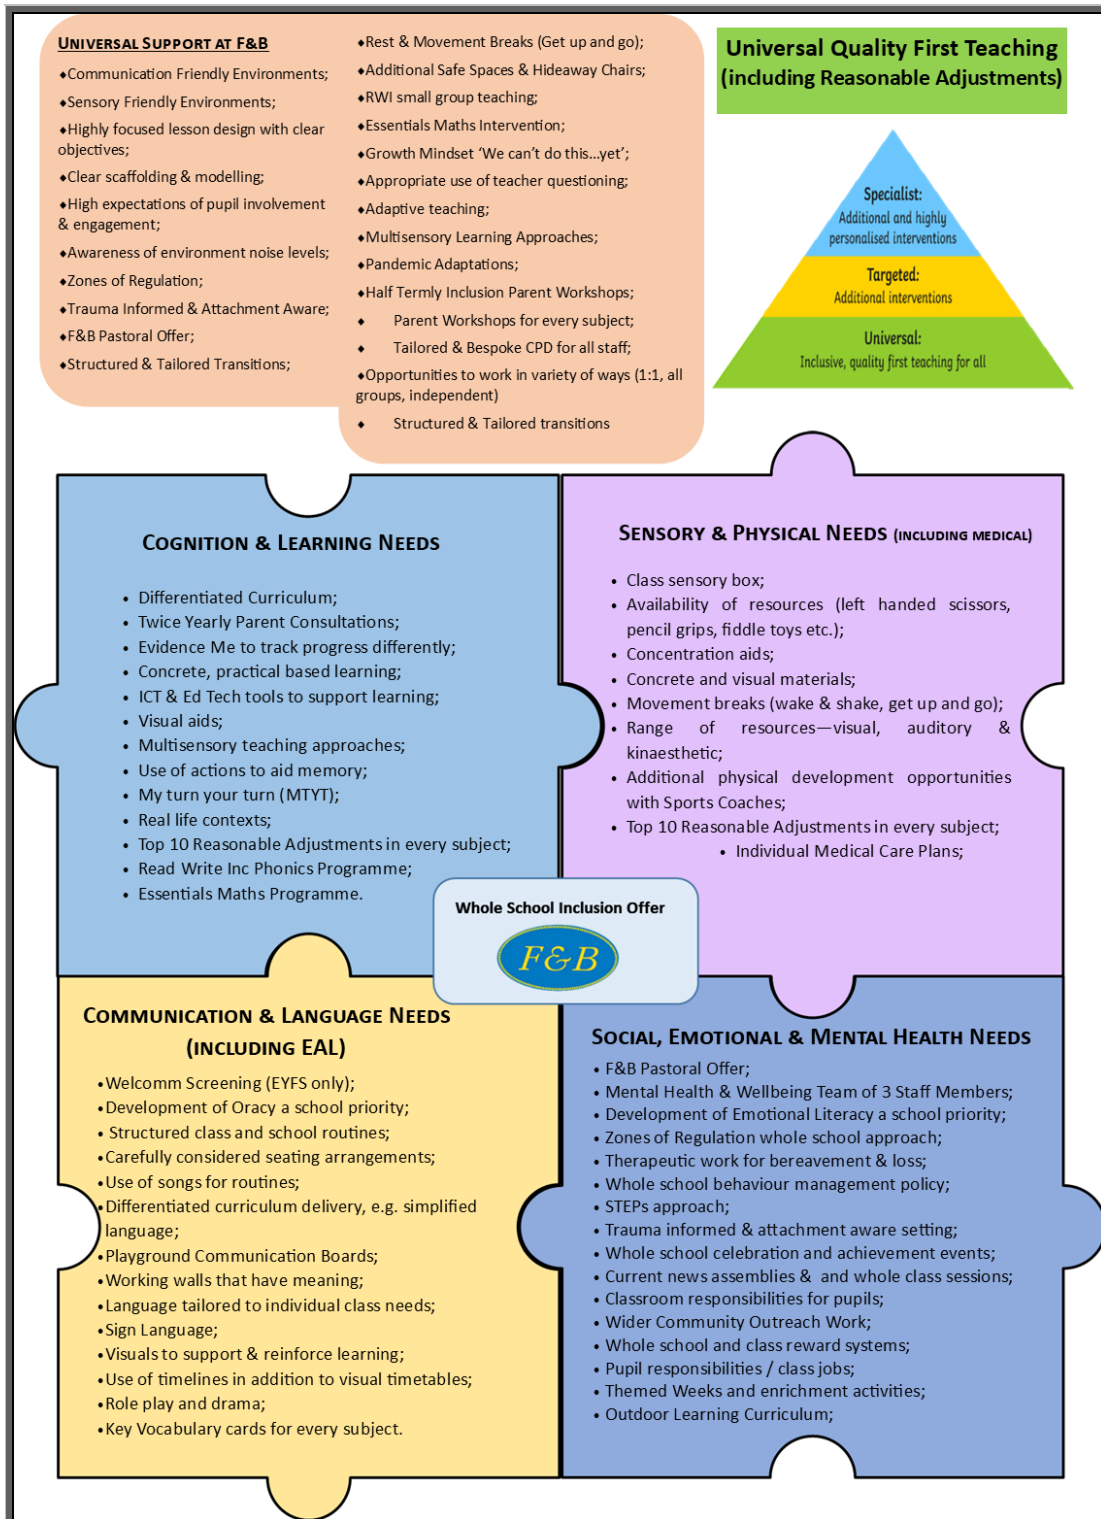 UNIVERSAL SUPPORT AT F&B
◆Communication Friendly Environments;
◆Sensory Friendly Environments;
◆Highly focused lesson design with clear
objectives;
◆Clear scaffolding & modelling;
◆High expectations of pupil involvement
& engagement;
◆Awareness of environment noise levels;
◆Zones of Regulation;
◆Trauma Informed & Attachment Aware;
◆F&B Pastoral Offer;
◆Structured & Tailored Transitions;
◆Rest & Movement Breaks (Get up and go);
◆Additional Safe Spaces & Hideaway Chairs;
◆RWI small group teaching;
◆Essentials Maths Intervention;
◆Growth Mindset ‘We can’t do this…yet’;
◆Appropriate use of teacher questioning;
◆Adaptive teaching;
◆Multisensory Learning Approaches;
◆Pandemic Adaptations;
◆Half Termly Inclusion Parent Workshops;
◆ Parent Workshops for every subject;
◆ Tailored & Bespoke CPD for all staff;
◆Opportunities to work in variety of ways (1:1, all
groups, independent)
◆ Structured & Tailored transitions
Universal Quality First Teaching
(including Reasonable Adjustments)
Specialist:
Additional and highly
personalised interventions
Targeted:
Additional interventions
Universal:
Inclusive, quality first teaching for all
COGNITION & LEARNING NEEDS
• Differentiated Curriculum;
• Twice Yearly Parent Consultations;
• Evidence Me to track progress differently;
• Concrete, practical based learning;
• ICT & Ed Tech tools to support learning;
• Visual aids;
• Multisensory teaching approaches;
• Use of actions to aid memory;
• My turn your turn (MTYT);
• Real life contexts;
• Top 10 Reasonable Adjustments in every subject;
• Read Write Inc Phonics Programme;
• Essentials Maths Programme.
SENSORY & PHYSICAL NEEDS (INCLUDING MEDICAL)
• Class sensory box;
• Availability of resources (left handed scissors,
pencil grips, fiddle toys etc.);
• Concentration aids;
• Concrete and visual materials;
• Movement breaks (wake & shake, get up and go);
• Range of resources—visual, auditory &
kinaesthetic;
• Additional physical development opportunities
with Sports Coaches;
• Top 10 Reasonable Adjustments in every subject;
• Individual Medical Care Plans;
Whole School Inclusion Offer
F&B
COMMUNICATION & LANGUAGE NEEDS
(INCLUDING EAL)
• Welcomm Screening (EYFS only);
• Development of Oracy a school priority;
• Structured class and school routines;
• Carefully considered seating arrangements;
• Use of songs for routines;
• Differentiated curriculum delivery, e.g. simplified
language;
• Playground Communication Boards;
• Working walls that have meaning;
• Language tailored to individual class needs;
• Sign Language;
• Visuals to support & reinforce learning;
• Use of timelines in addition to visual timetables;
• Role play and drama;
• Key Vocabulary cards for every subject.
SOCIAL, EMOTIONAL & MENTAL HEALTH NEEDS
• F&B Pastoral Offer;
• Mental Health & Wellbeing Team of 3 Staff Members;
• Development of Emotional Literacy a school priority;
• Zones of Regulation whole school approach;
• Therapeutic work for bereavement & loss;
• Whole school behaviour management policy;
• STEPs approach;
• Trauma informed & attachment aware setting;
• Whole school celebration and achievement events;
• Current news assemblies & and whole class sessions;
• Classroom responsibilities for pupils;
• Wider Community Outreach Work;
• Whole school and class reward systems;
• Pupil responsibilities / class jobs;
• Themed Weeks and enrichment activities;
• Outdoor Learning Curriculum;